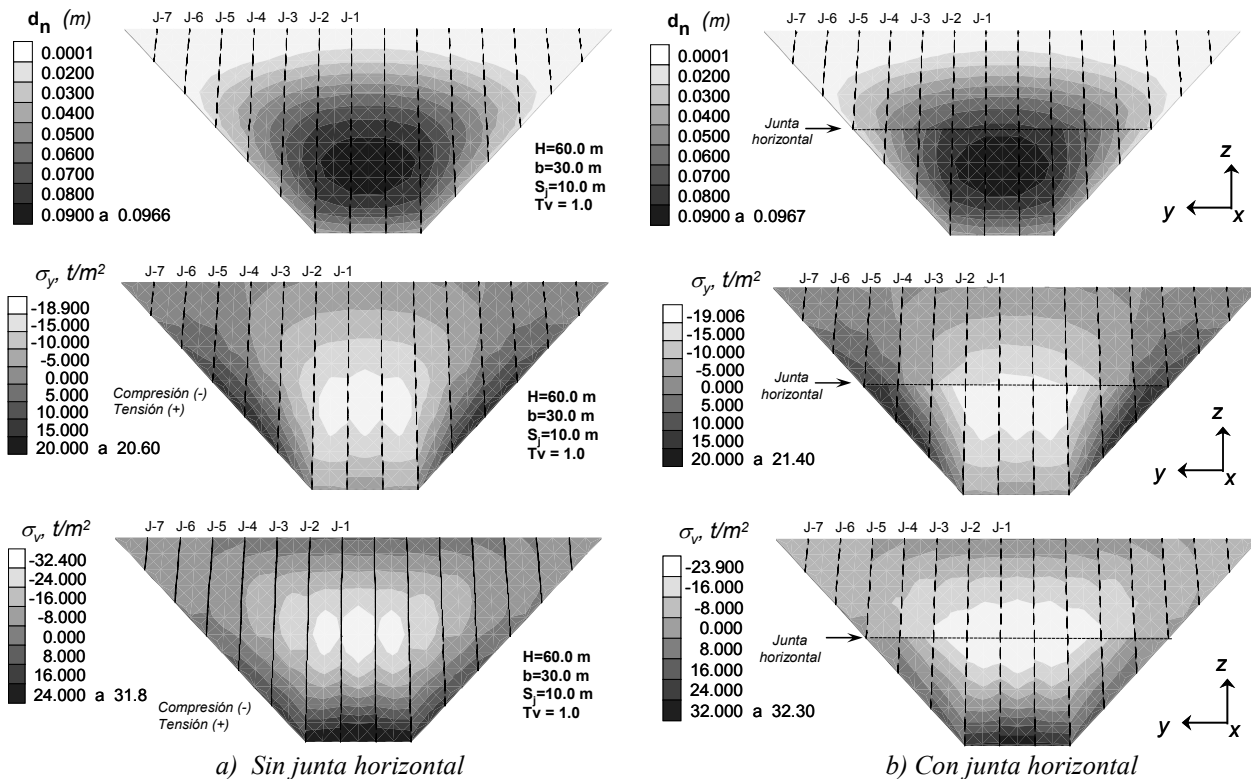 d_n (m)
J-7 J-6 J-5 J-4 J-3 J-2 J-1
0.0001
0.0200
0.0300
0.0400
0.0500
0.0600
0.0700
0.0800
0.0900 a 0.0966
H=60.0 m
b=30.0 m
S_j=10.0 m
Tv = 1.0
d_n (m)
J-7 J-6 J-5 J-4 J-3 J-2 J-1
0.0001
0.0200
0.0300
0.0400
0.0500
0.0600
0.0700
0.0800
0.0900 a 0.0967
Junta
horizontal
z
y
x
σ_y, t/m²
J-7 J-6 J-5 J-4 J-3 J-2 J-1
-18.900
-15.000
-10.000
-5.000
0.000
5.000
10.000
15.000
20.000 a 20.60
Compresión (-)
Tensión (+)
H=60.0 m
b=30.0 m
S_j=10.0 m
Tv = 1.0
σ_y, t/m²
J-7 J-6 J-5 J-4 J-3 J-2 J-1
-19.006
-15.000
-10.000
-5.000
0.000
5.000
10.000
15.000
20.000 a 21.40
Junta
horizontal
z
y
x
σ_v, t/m²
J-7 J-6 J-5 J-4 J-3 J-2 J-1
-32.400
-24.000
-16.000
-8.000
0.000
8.000
16.000
24.000 a 31.8
Compresión (-)
Tensión (+)
H=60.0 m
b=30.0 m
S_j=10.0 m
Tv = 1.0
σ_v, t/m²
J-7 J-6 J-5 J-4 J-3 J-2 J-1
-23.900
-16.000
-8.000
0.000
8.000
16.000
24.000
32.000 a 32.30
Junta
horizontal
z
y
x
a) Sin junta horizontal
b) Con junta horizontal